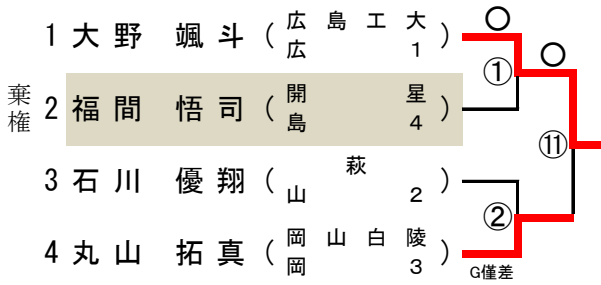 1 大野 颯斗 (広島工大 広1) 〇
① 〇
棄権 2 福間 悟司 (開星 島4)
⑪
3 石川 優翔 (萩 山2)
②
4 丸山 拓真 (岡山白陵 岡3) G僅差